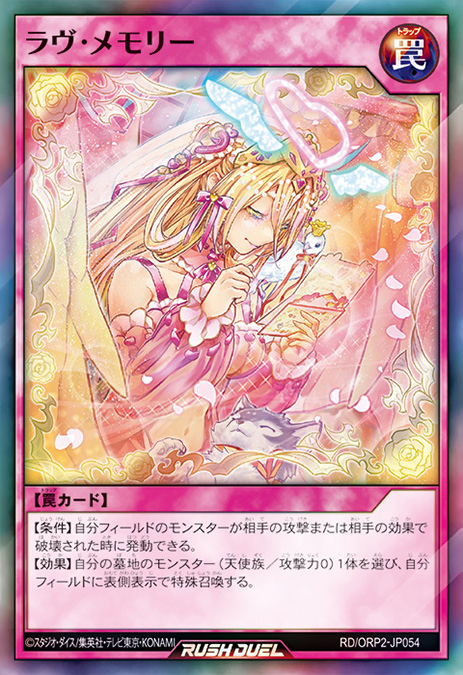 ラヴ・メモリー
トラップ
罠
トラップ
【罠カード】
【条件】自分フィールドのモンスターが相手の攻撃または相手の効果で
破壊された時に発動できる。
【効果】自分の墓地のモンスター(天使族/攻撃力0)1体を選び、自分
フィールドに表側表示で特殊召喚する。
©スタジオ・ダイス/集英社・テレビ東京・KONAMI
RUSH DUEL
RD/ORP2-JP054